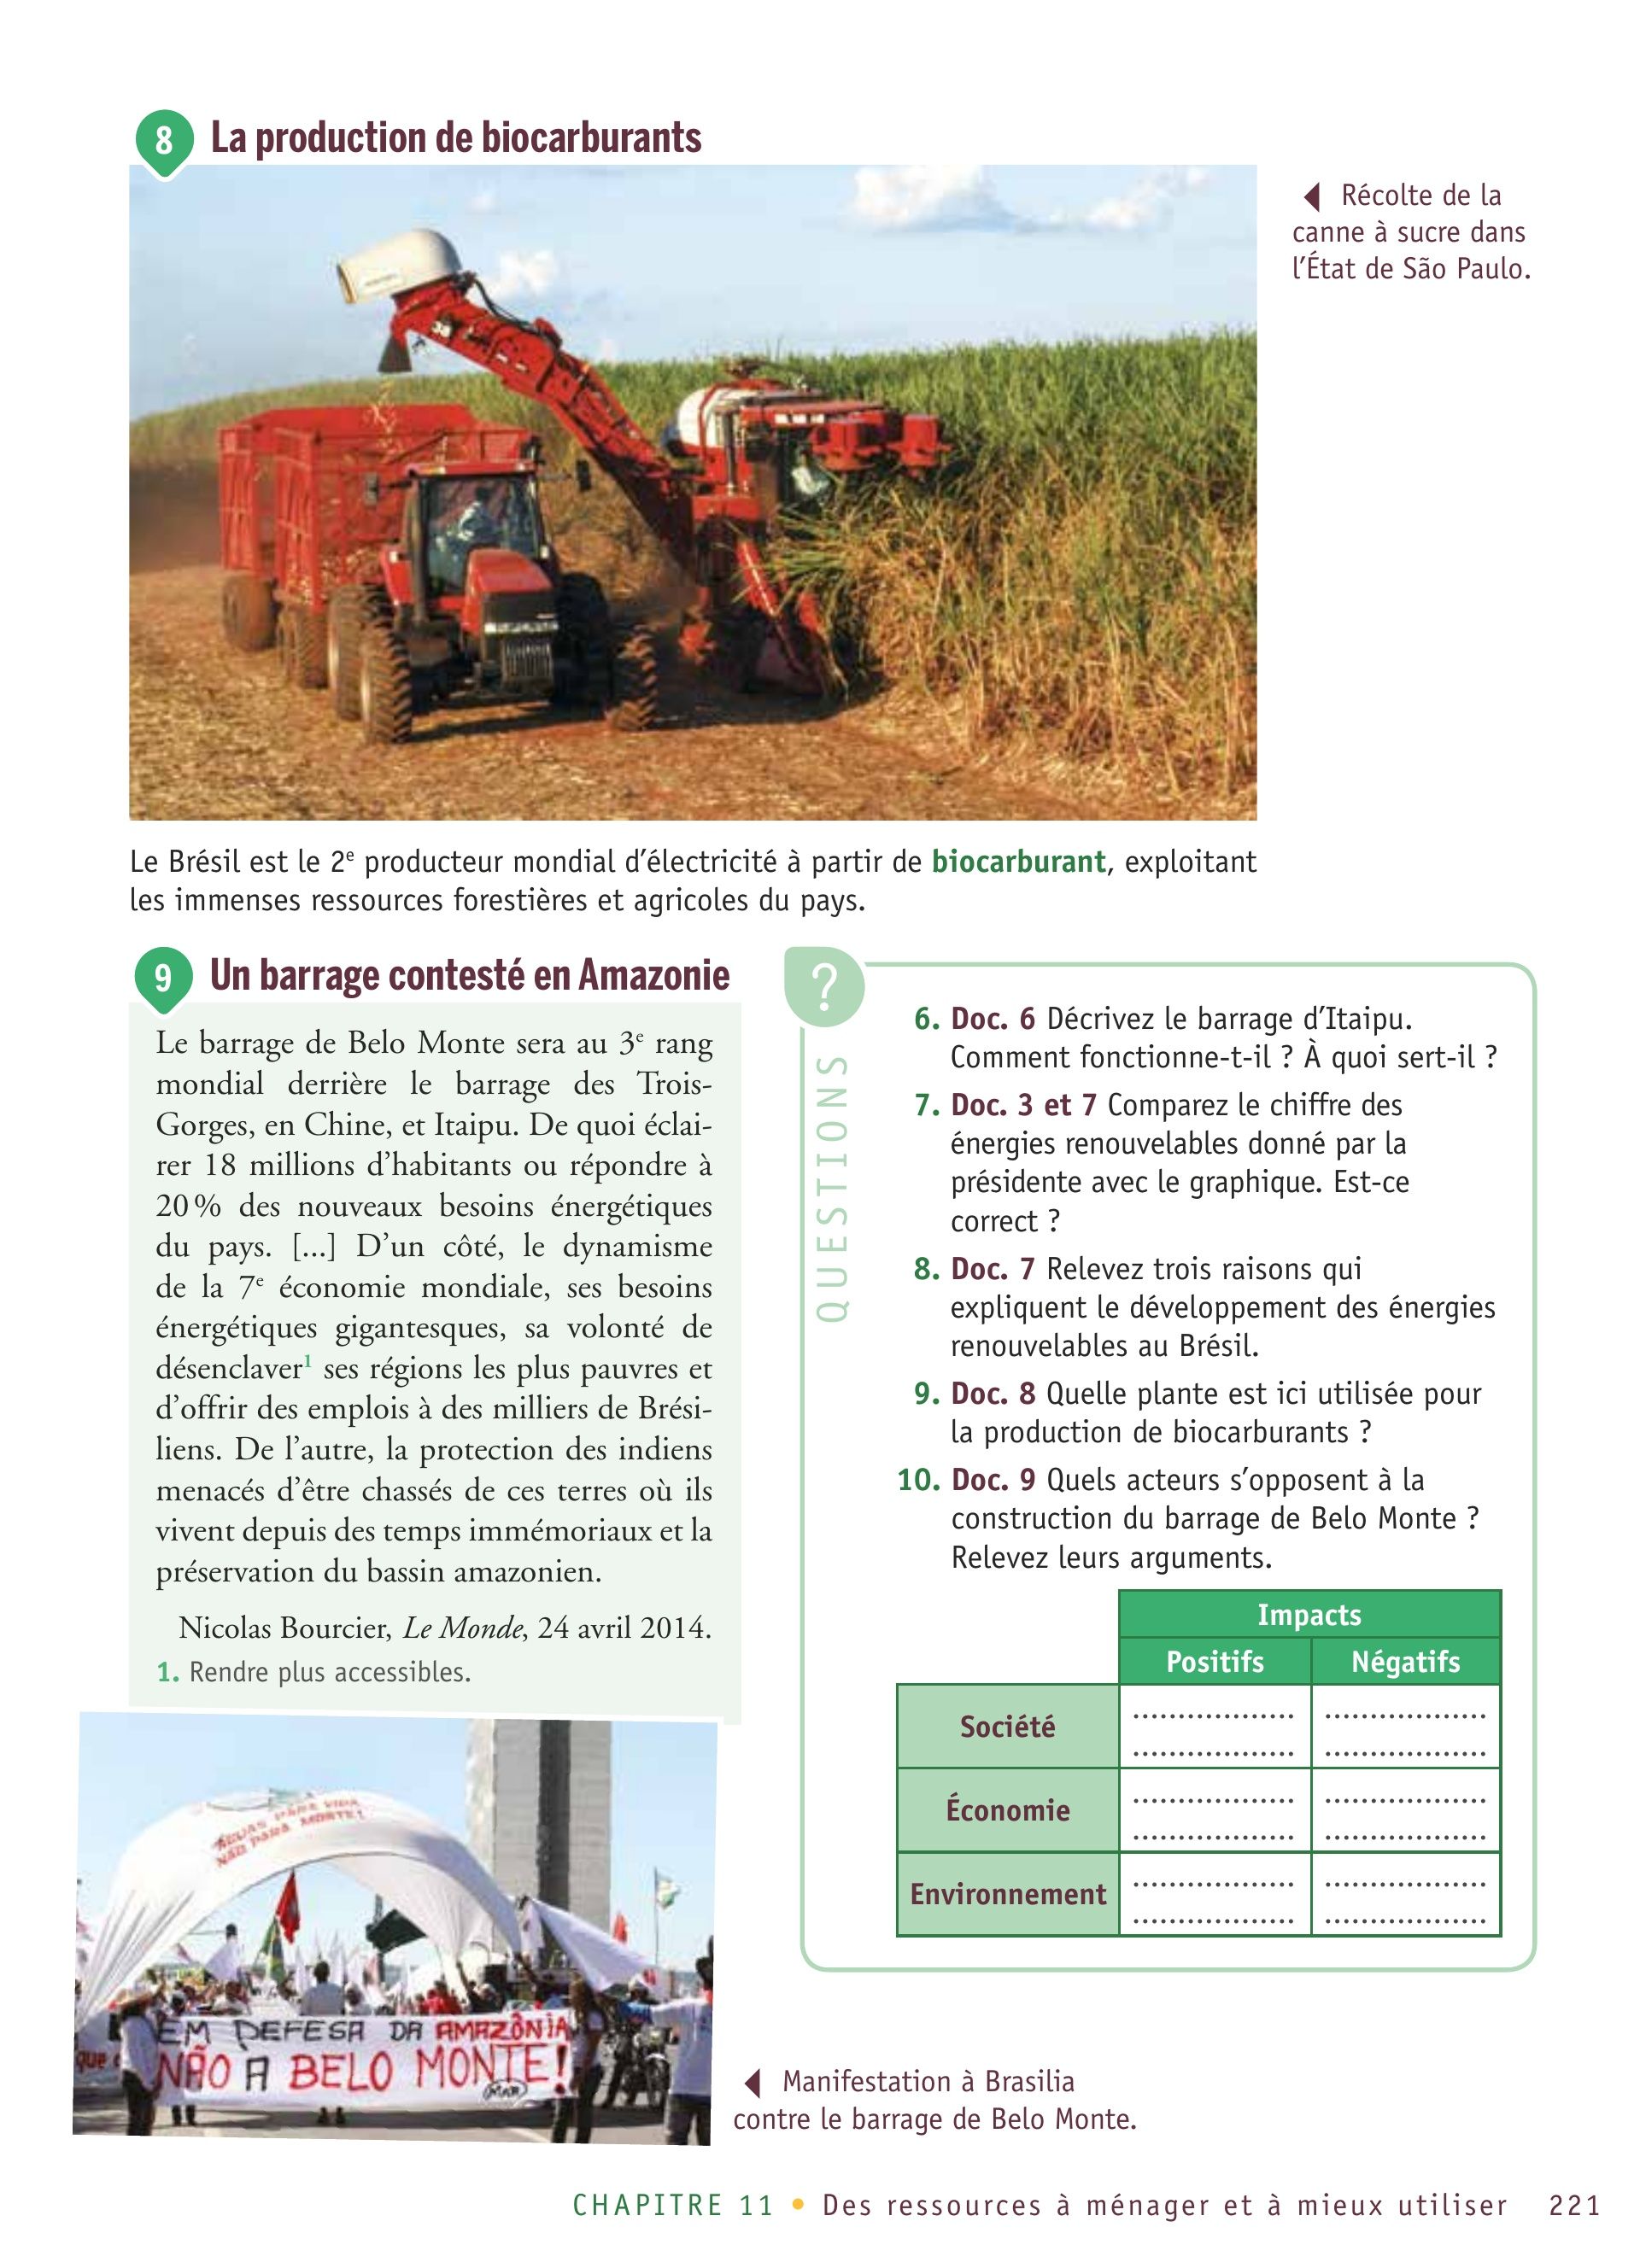 8 La production de biocarburants
◀ Récolte de la
canne à sucre dans
l'État de São Paulo.
38
Le Brésil est le 2e producteur mondial d'électricité à partir de biocarburant, exploitant
les immenses ressources forestières et agricoles du pays.
9 Un barrage contesté en Amazonie
Le barrage de Belo Monte sera au 3e rang
mondial derrière le barrage des Trois-
Gorges, en Chine, et Itaipu. De quoi éclai-
rer 18 millions d'habitants ou répondre à
20 % des nouveaux besoins énergétiques
du pays. [...] D'un côté, le dynamisme
de la 7e économie mondiale, ses besoins
énergétiques gigantesques, sa volonté de
désenclaver1 ses régions les plus pauvres et
d'offrir des emplois à des milliers de Brési-
liens. De l'autre, la protection des indiens
menacés d'être chassés de ces terres où ils
vivent depuis des temps immémoriaux et la
préservation du bassin amazonien.
Nicolas Bourcier, Le Monde, 24 avril 2014.
1. Rendre plus accessibles.
ÁGUAS PARA VIDA
NÃO PARA MORTE!
EM DEFESA DA AMAZÔNIA
que
NÃO A BELO MONTE!
MAB
◀ Manifestation à Brasilia
contre le barrage de Belo Monte.
?
QUESTIONS
6. Doc. 6 Décrivez le barrage d'Itaipu.
Comment fonctionne-t-il ? À quoi sert-il ?
7. Doc. 3 et 7 Comparez le chiffre des
énergies renouvelables donné par la
présidente avec le graphique. Est-ce
correct ?
8. Doc. 7 Relevez trois raisons qui
expliquent le développement des énergies
renouvelables au Brésil.
9. Doc. 8 Quelle plante est ici utilisée pour
la production de biocarburants ?
10. Doc. 9 Quels acteurs s'opposent à la
construction du barrage de Belo Monte ?
Relevez leurs arguments.
Impacts
Positifs Négatifs
Société
Économie
Environnement
CHAPITRE 11 • Des ressources à ménager et à mieux utiliser 221